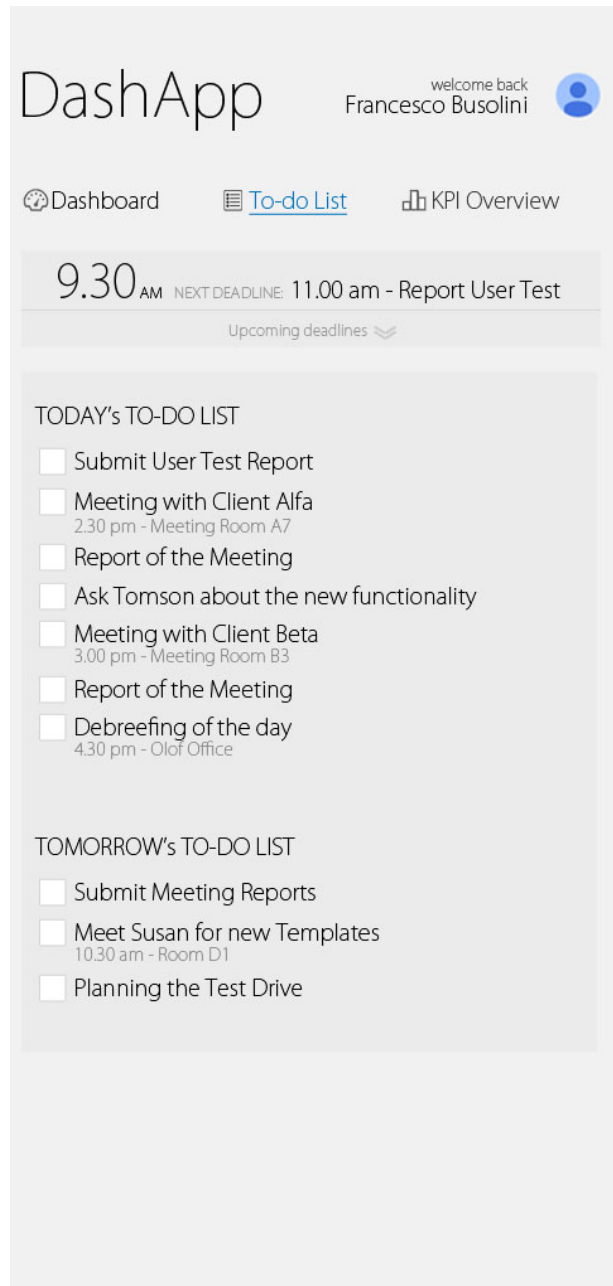 DashApp
welcome back
Francesco Busolini
Dashboard
To-do List
KPI Overview
9.30 AM NEXT DEADLINE: 11.00 am - Report User Test
Upcoming deadlines
TODAY's TO-DO LIST
Submit User Test Report
Meeting with Client Alfa
2.30 pm - Meeting Room A7
Report of the Meeting
Ask Tomson about the new functionality
Meeting with Client Beta
3.00 pm - Meeting Room B3
Report of the Meeting
Debreefing of the day
4.30 pm - Olof Office
TOMORROW's TO-DO LIST
Submit Meeting Reports
Meet Susan for new Templates
10.30 am - Room D1
Planning the Test Drive